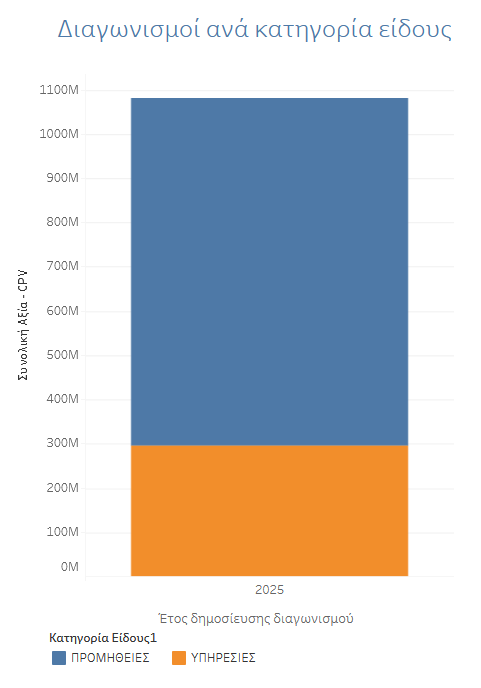 Διαγωνισμοί ανά κατηγορία είδους
1100M
1000M
900M
800M
700M
600M
500M
400M
300M
200M
100M
0M
Συνολική Αξία - CPV
2025
Έτος δημοσίευσης διαγωνισμού
Κατηγορία Είδους1
ΠΡΟΜΗΘΕΙΕΣ ΥΠΗΡΕΣΙΕΣ